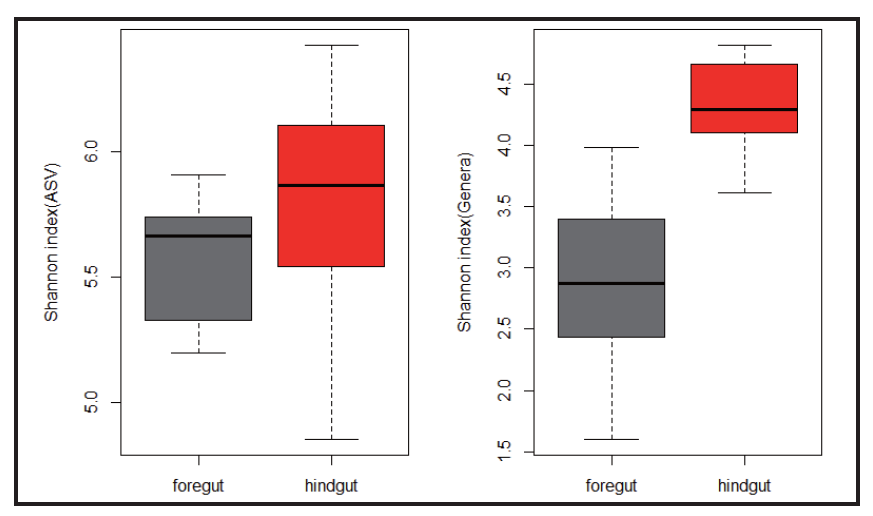 Shannon index(ASV)
6.0
5.5
5.0
foregut hindgut
Shannon index(Genera)
4.5
4.0
3.5
3.0
2.5
2.0
1.5
foregut hindgut